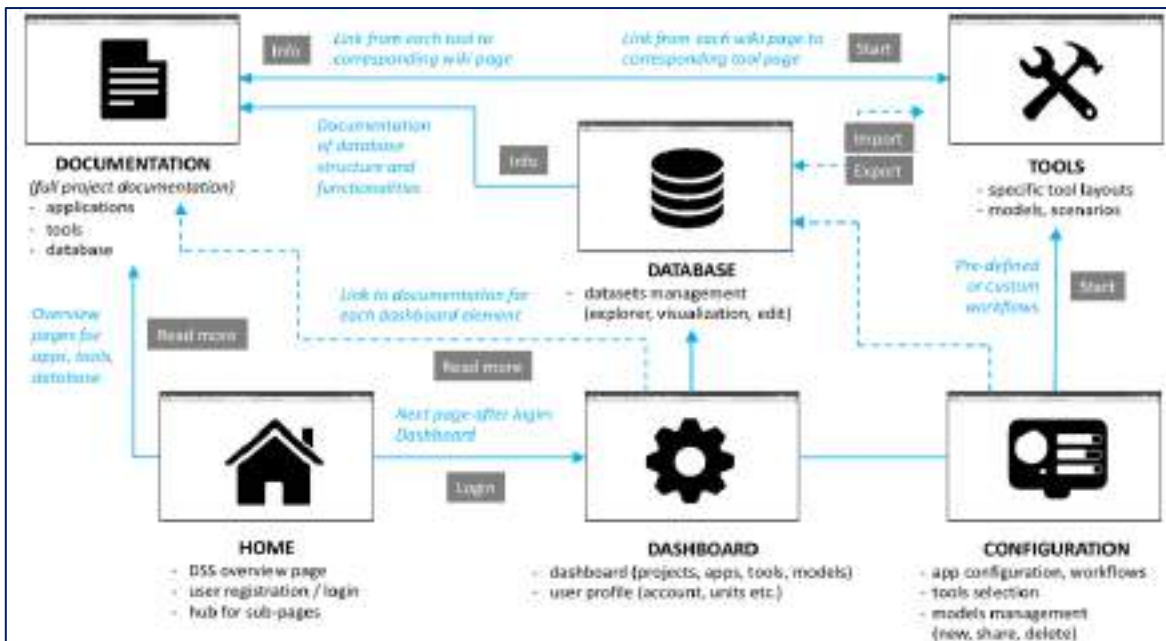 Info
Link from each tool to
corresponding wiki page
Link from each wiki page to
corresponding tool page
Start
DOCUMENTATION
(full project documentation)
- applications
- tools
- database
Documentation
of database
structure and
functionalities
Info
Import
Export
TOOLS
- specific tool layouts
- models, scenarios
DATABASE
- datasets management
(explorer, visualization, edit)
Overview
pages for
apps, tools,
database
Read more
Link to documentation for
each dashboard element
Read more
Pre-defined
or custom
workflows
Start
Next page after login:
Dashboard
Login
HOME
- DSS overview page
- user registration / login
- hub for sub-pages
DASHBOARD
- dashboard (projects, apps, tools, models)
- user profile (account, units etc.)
CONFIGURATION
- app configuration, workflows
- tools selection
- models management
(new, share, delete)